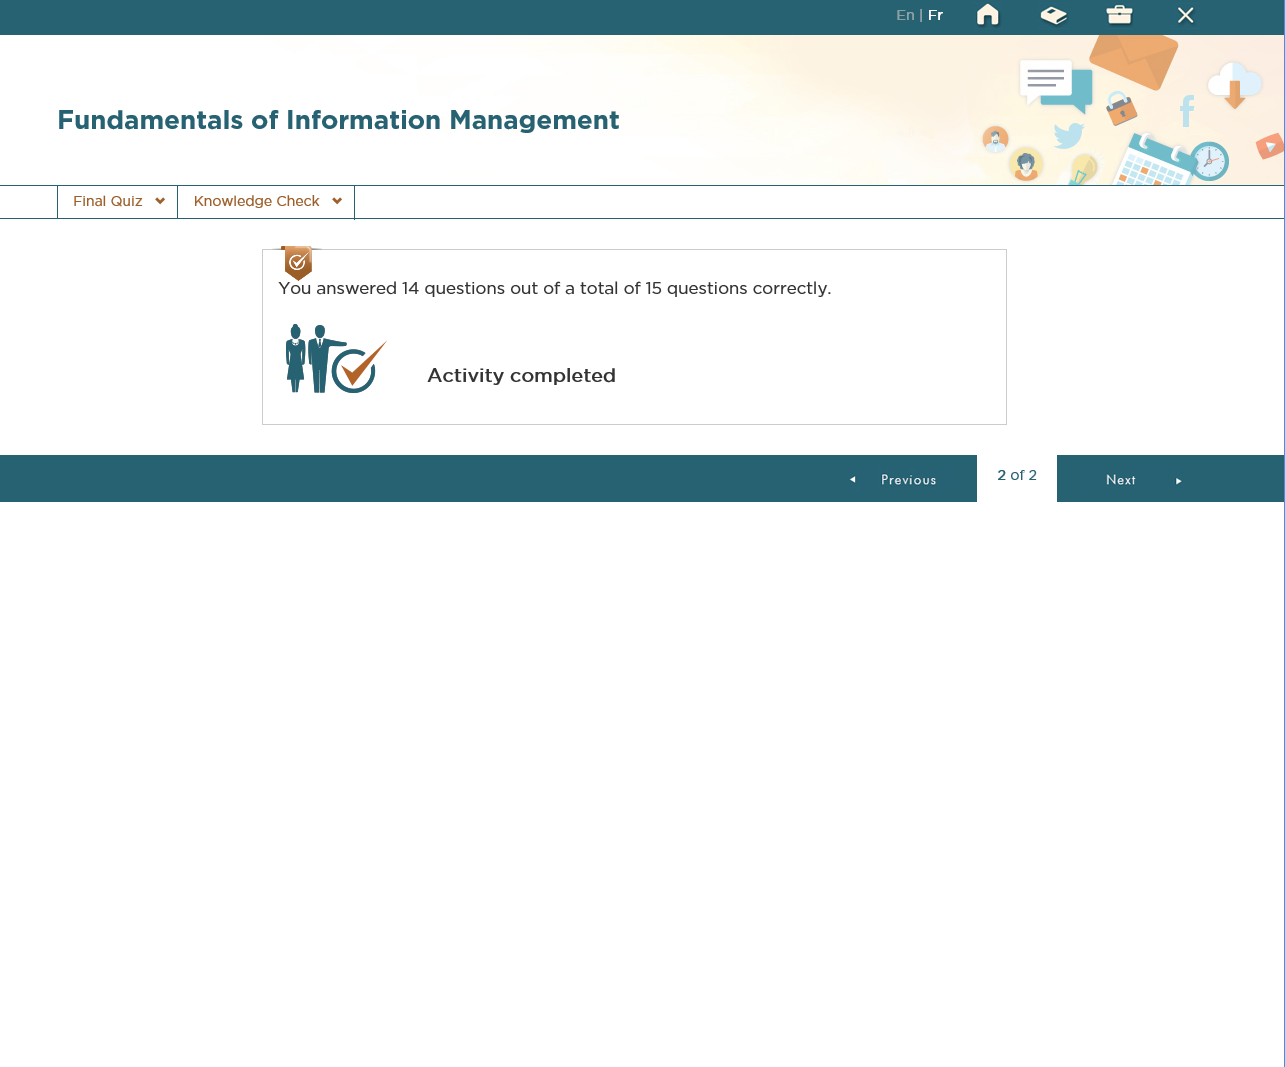 En | Fr
Fundamentals of Information Management
Final Quiz Knowledge Check
You answered 14 questions out of a total of 15 questions correctly.
Activity completed
Previous 2 of 2 Next